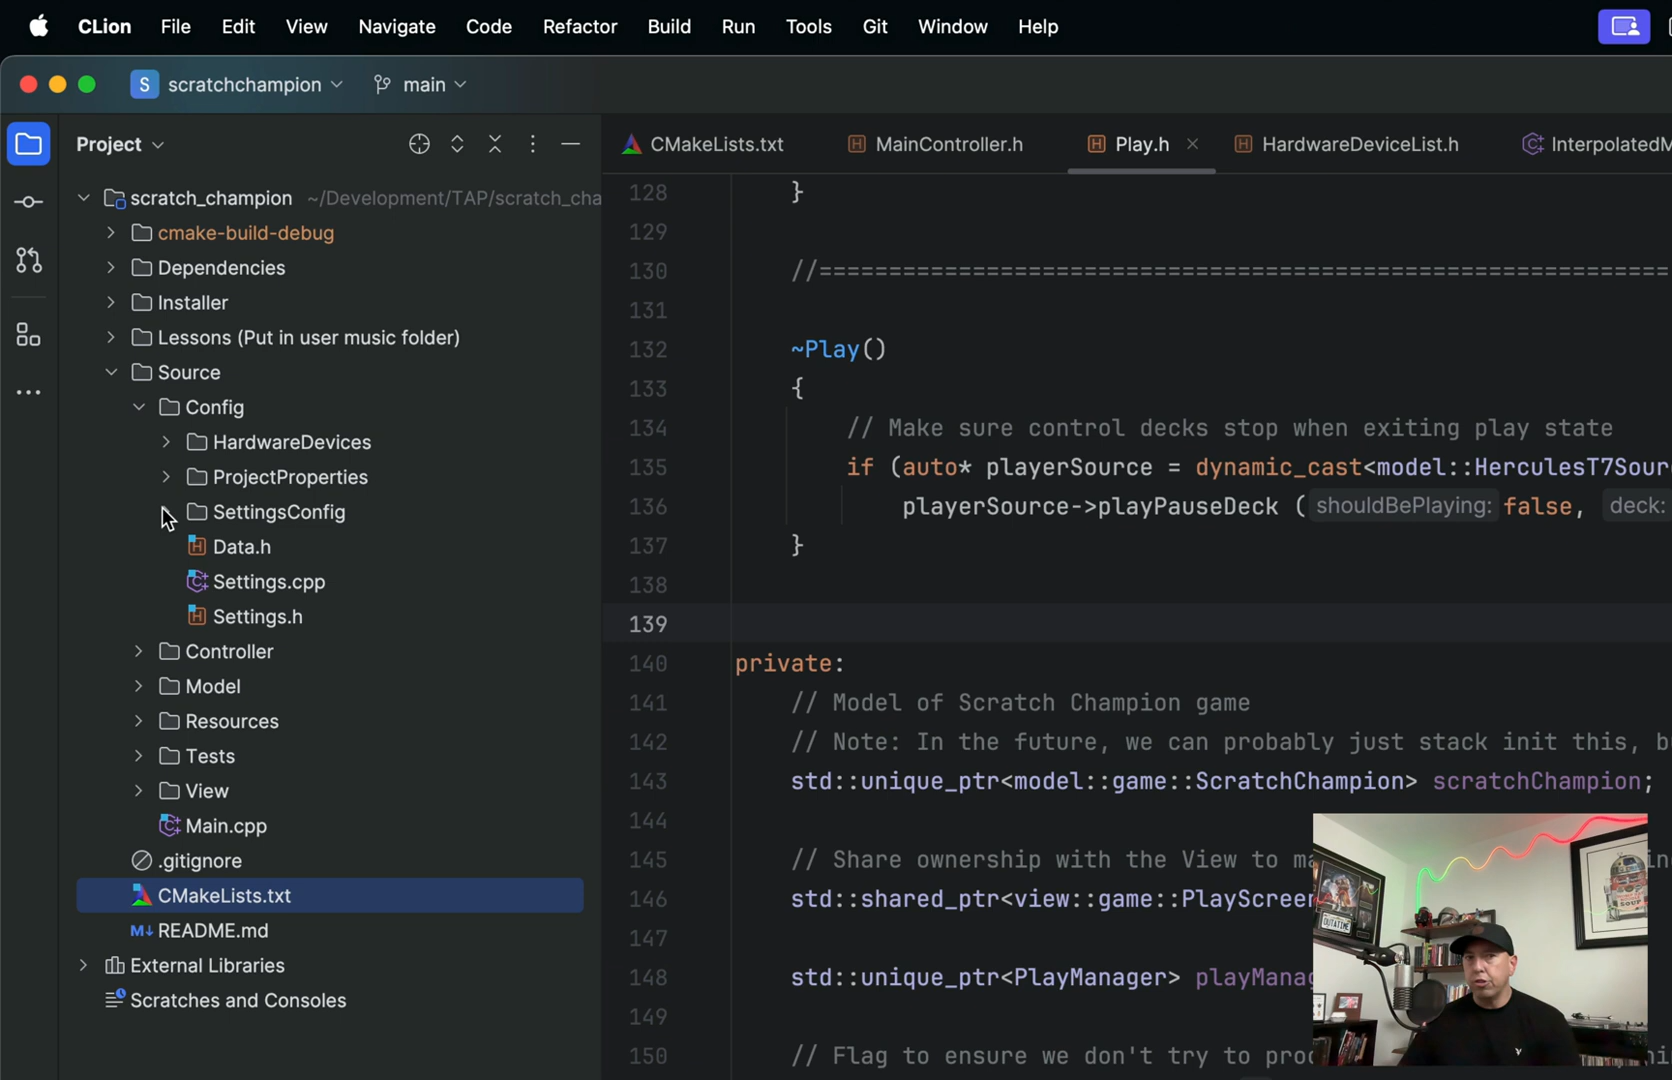 CLion File Edit View Navigate Code Refactor Build Run Tools Git Window Help
S scratchchampion main
Project
scratch_champion ~/Development/TAP/scratch_cha
cmake-build-debug
Dependencies
Installer
Lessons (Put in user music folder)
Source
Config
HardwareDevices
ProjectProperties
SettingsConfig
Data.h
Settings.cpp
Settings.h
Controller
Model
Resources
Tests
View
Main.cpp
.gitignore
CMakeLists.txt
README.md
External Libraries
Scratches and Consoles
CMakeLists.txt MainController.h Play.h HardwareDeviceList.h InterpolatedM
128 }
129
130 //=============================================================
131
132 ~Play()
133 {
134 // Make sure control decks stop when exiting play state
135 if (auto* playerSource = dynamic_cast<model::HerculesT7Sour
136 playerSource->playPauseDeck ( shouldBePlaying: false, deck:
137 }
138
139
140 private:
141 // Model of Scratch Champion game
142 // Note: In the future, we can probably just stack init this, b
143 std::unique_ptr<model::game::ScratchChampion> scratchChampion;
144
145 // Share ownership with the View to ma
146 std::shared_ptr<view::game::PlayScreen
147
148 std::unique_ptr<PlayManager> playManag
149
150 // Flag to ensure we don't try to proc
OUTATIME
SOUP